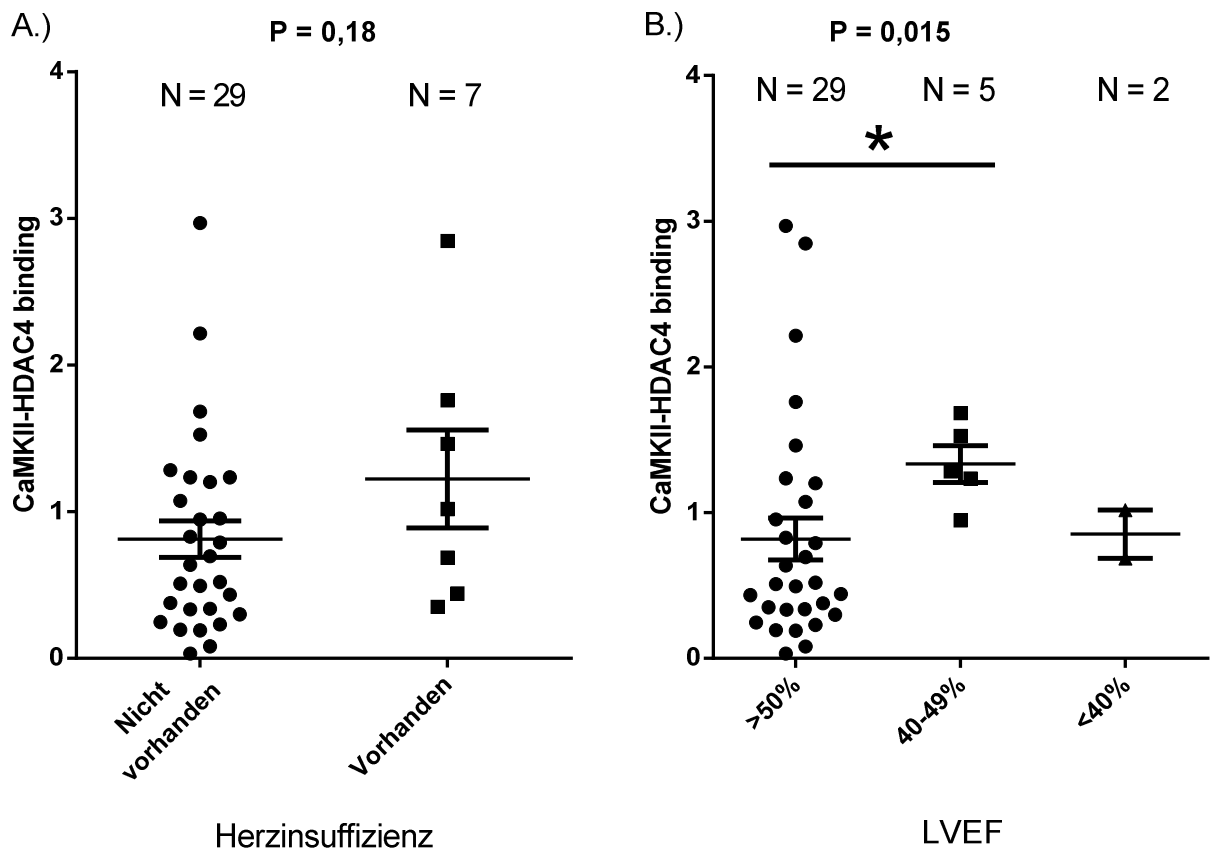 A.)
P = 0,18
N = 29
N = 7
4
3
2
1
0
CaMKII-HDAC4 binding
Nicht
vorhanden
Vorhanden
Herzinsuffizienz
B.)
P = 0,015
N = 29
N = 5
N = 2
*
4
3
2
1
0
CaMKII-HDAC4 binding
>50%
40-49%
<40%
LVEF